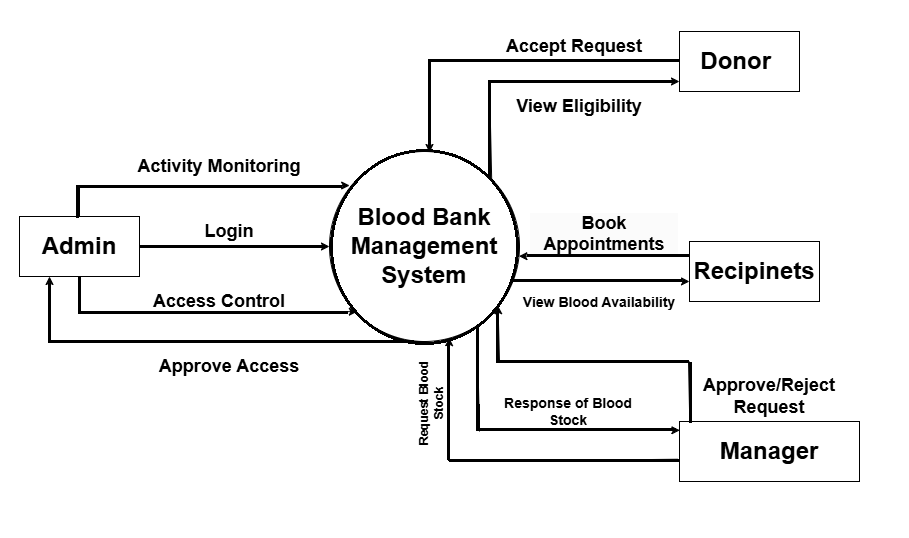 Accept Request
Donor
View Eligibility
Activity Monitoring
Blood Bank
Management
System
Book
Appointments
Login
Admin
Recipinets
Access Control
View Blood Availability
Approve Access
Request Blood
Stock
Approve/Reject
Request
Response of Blood
Stock
Manager